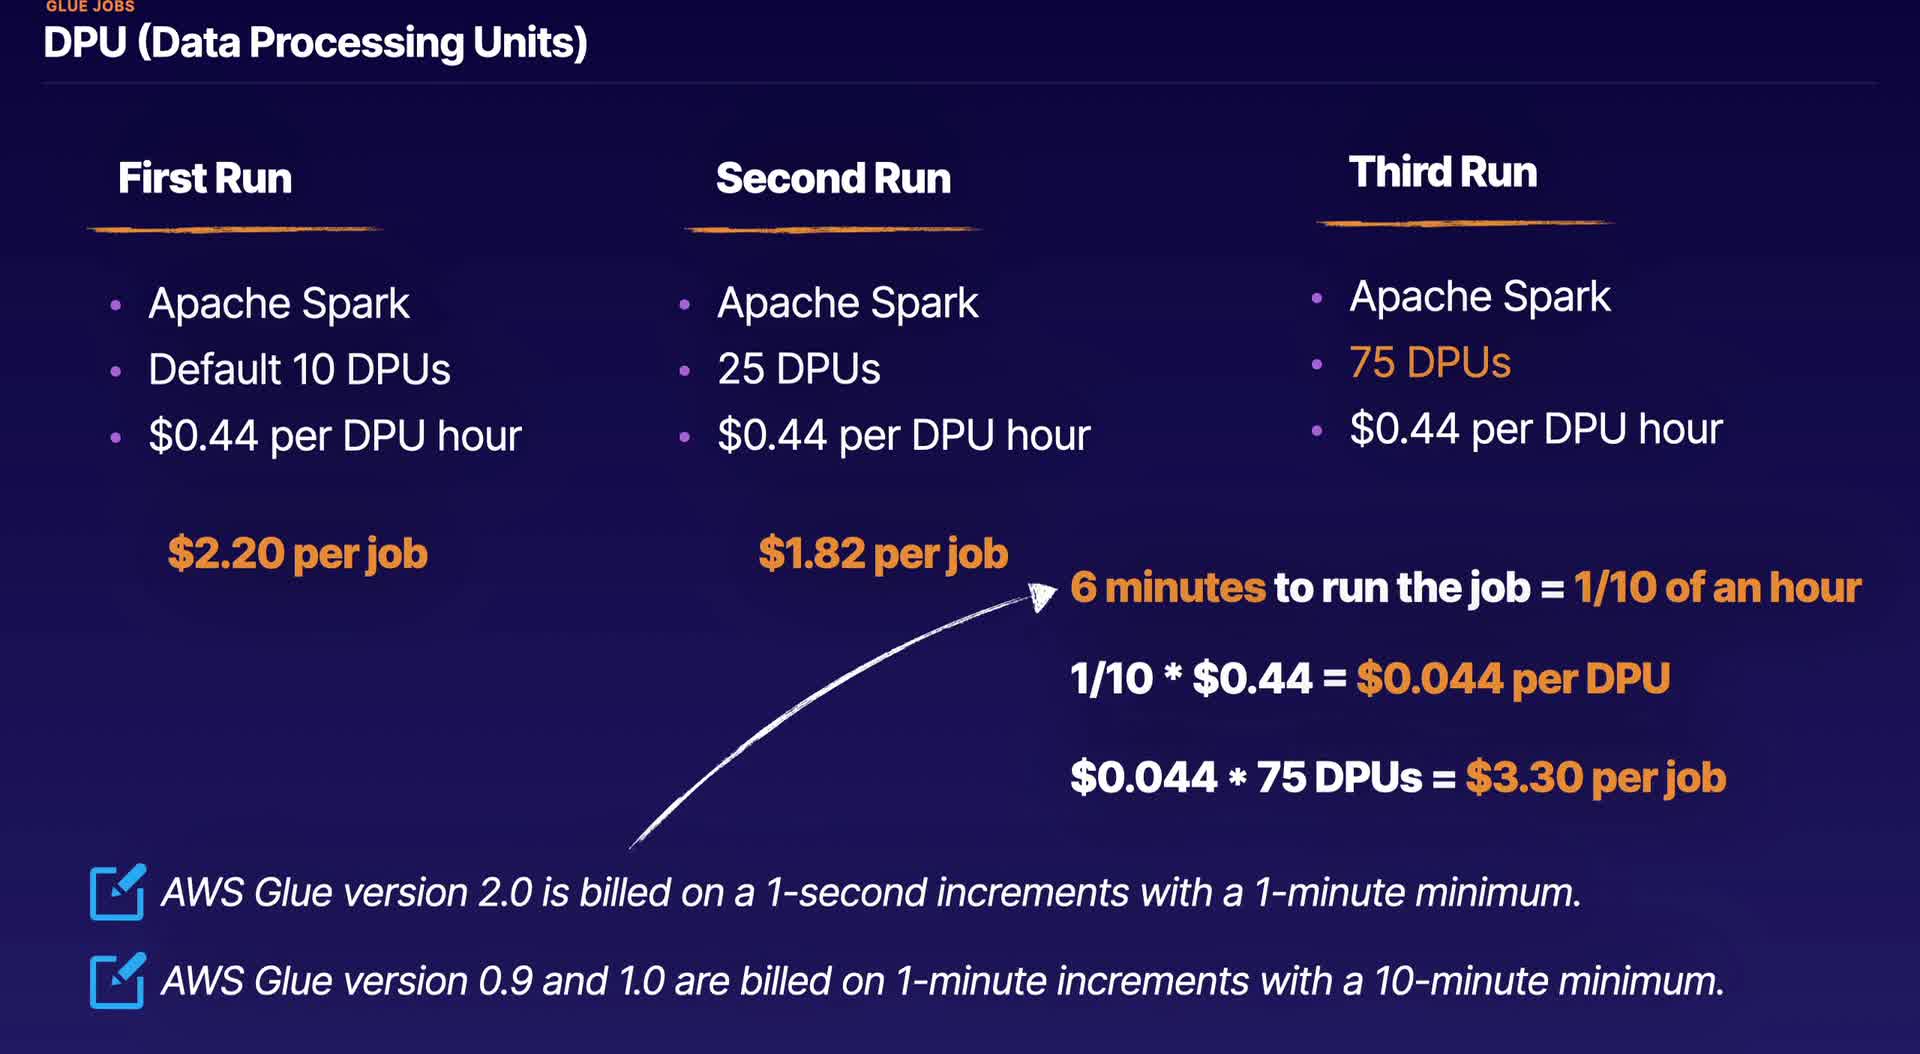 GLUE JOBS
DPU (Data Processing Units)
First Run
Apache Spark
Default 10 DPUs
$0.44 per DPU hour
$2.20 per job
Second Run
Apache Spark
25 DPUs
$0.44 per DPU hour
$1.82 per job
Third Run
Apache Spark
75 DPUs
$0.44 per DPU hour
6 minutes to run the job = 1/10 of an hour
1/10 * $0.44 = $0.044 per DPU
$0.044 * 75 DPUs = $3.30 per job
AWS Glue version 2.0 is billed on a 1-second increments with a 1-minute minimum.
AWS Glue version 0.9 and 1.0 are billed on 1-minute increments with a 10-minute minimum.